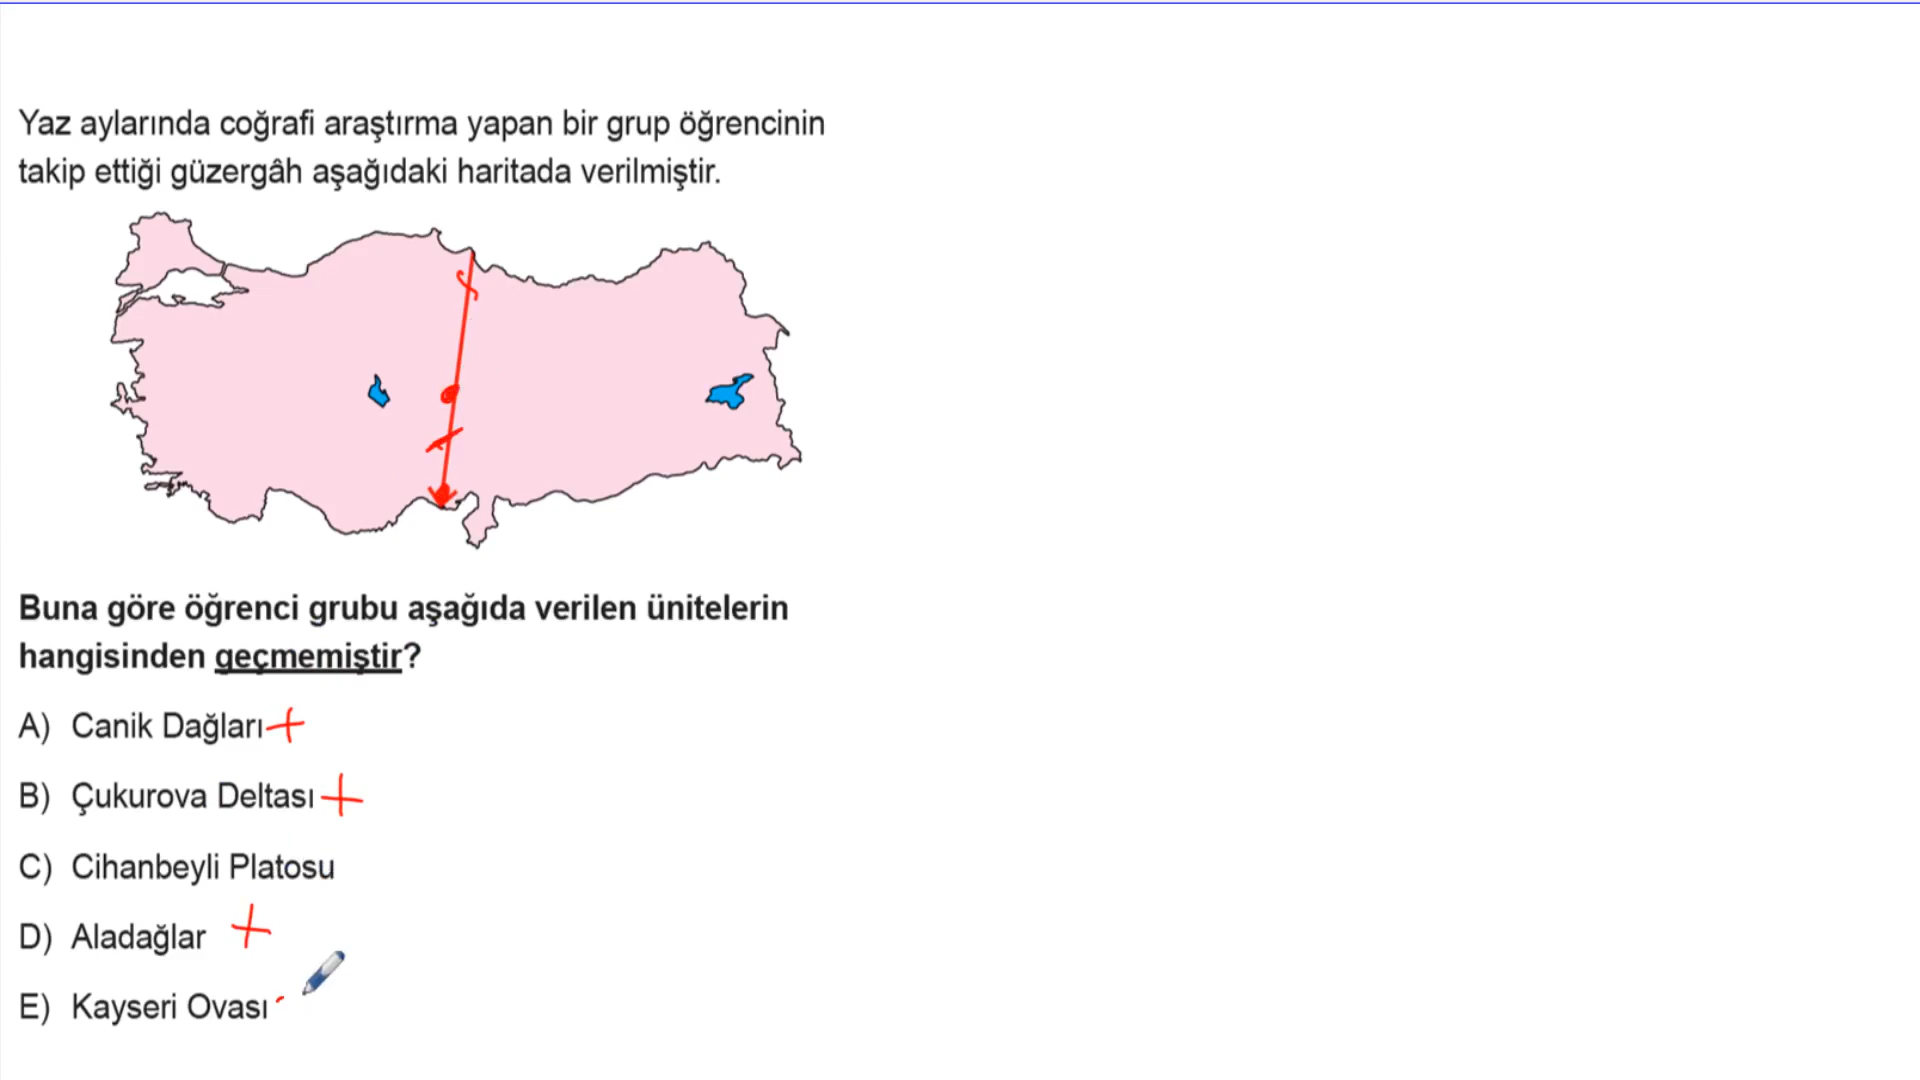 Yaz aylarında coğrafi araştırma yapan bir grup öğrencinin
takip ettiği güzergâh aşağıdaki haritada verilmiştir.
Buna göre öğrenci grubu aşağıda verilen ünitelerin
hangisinden geçmemiştir?
A) Canik Dağları
B) Çukurova Deltası
C) Cihanbeyli Platosu
D) Aladağlar
E) Kayseri Ovası